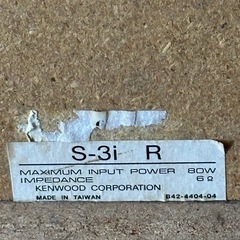 S-3i R
MAXIMUM INPUT POWER 80W
IMPEDANCE 6Ω
KENWOOD CORPORATION
MADE IN TAIWAN B42-4404-04